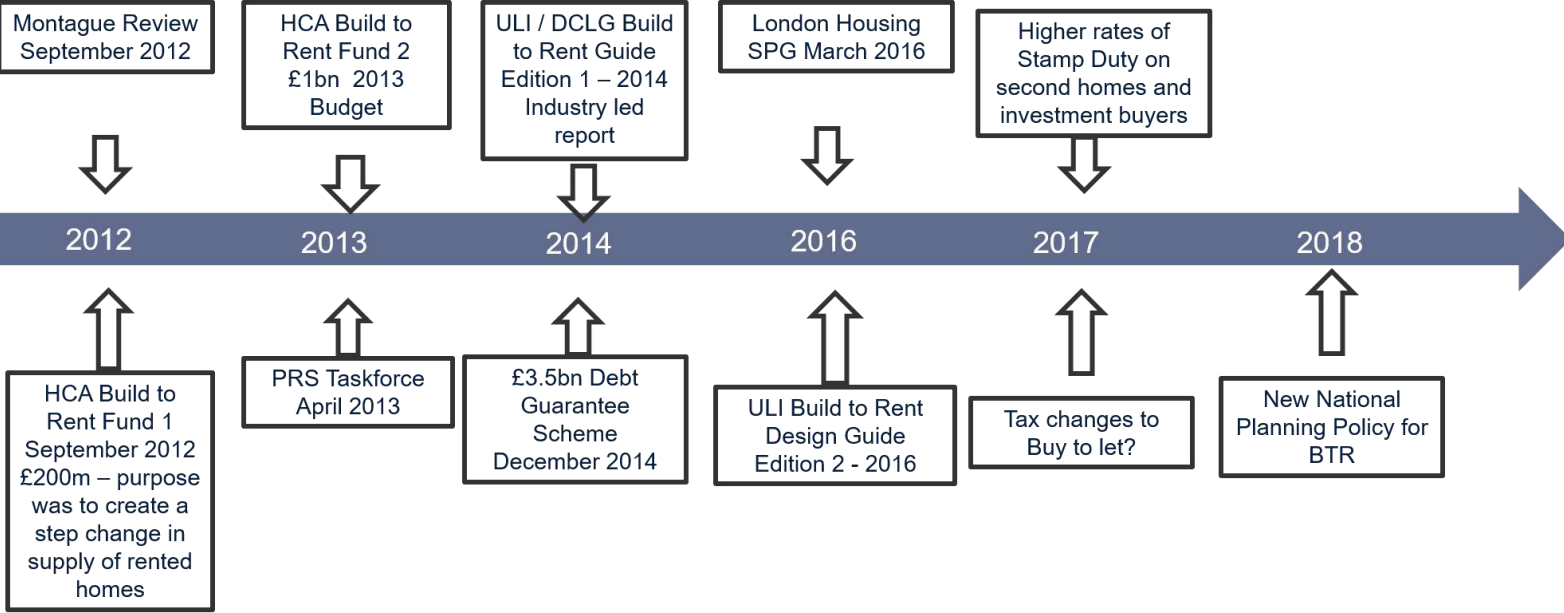 Montague Review
September 2012
HCA Build to
Rent Fund 2
£1bn  2013
Budget
ULI / DCLG Build
to Rent Guide
Edition 1 – 2014
Industry led
report
London Housing
SPG March 2016
Higher rates of
Stamp Duty on
second homes and
investment buyers
2012
2013
2014
2016
2017
2018
HCA Build to
Rent Fund 1
September 2012
£200m – purpose
was to create a
step change in
supply of rented
homes
PRS Taskforce
April 2013
£3.5bn Debt
Guarantee
Scheme
December 2014
ULI Build to Rent
Design Guide
Edition 2 - 2016
Tax changes to
Buy to let?
New National
Planning Policy for
BTR